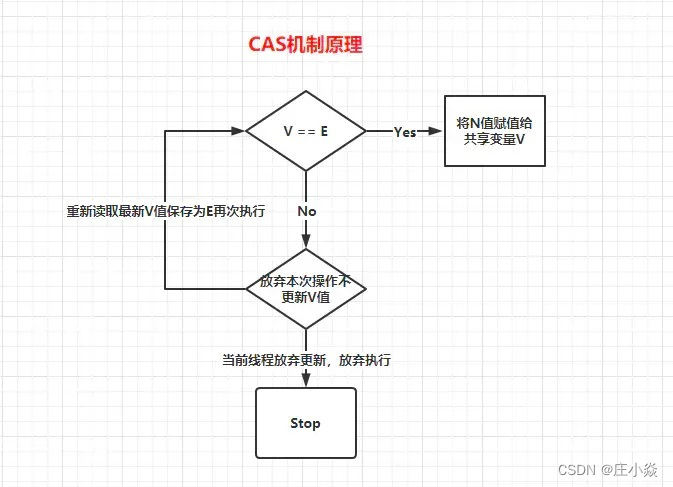 CAS机制原理
V == E
Yes
将N值赋值给
共享变量V
重新读取最新V值保存为E再次执行
No
放弃本次操作不
更新V值
当前线程放弃更新，放弃执行
Stop
CSDN @庄小焱